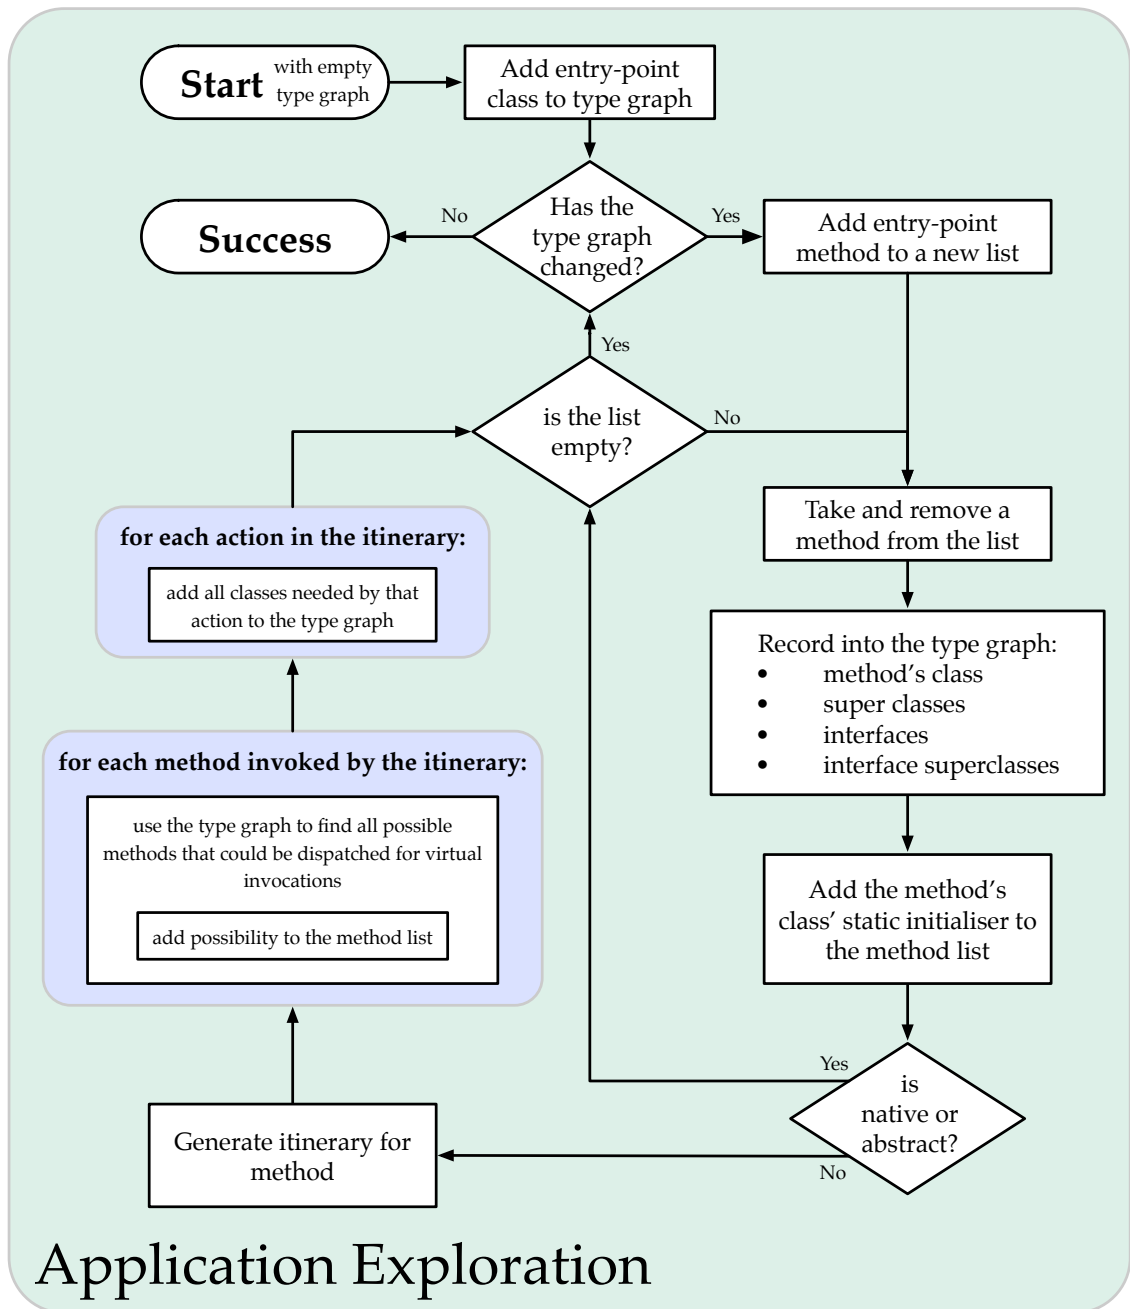 Start with empty
type graph
Add entry-point
class to type graph
Has the
type graph
changed?
No
Yes
Success
Add entry-point
method to a new list
Yes
is the list
empty?
No
Take and remove a
method from the list
for each action in the itinerary:
add all classes needed by that
action to the type graph
Record into the type graph:
• method's class
• super classes
• interfaces
• interface superclasses
for each method invoked by the itinerary:
use the type graph to find all possible
methods that could be dispatched for virtual
invocations
add possibility to the method list
Add the method's
class' static initialiser to
the method list
Yes
is
native or
abstract?
No
Generate itinerary for
method
Application Exploration